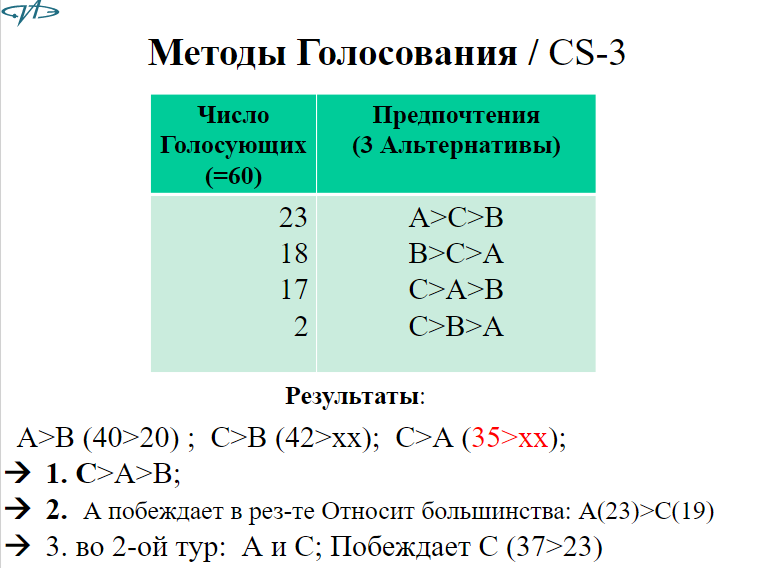 Методы Голосования / CS-3
Число
Голосующих
(=60)
Предпочтения
(3 Альтернативы)
23 A>C>B
18 B>C>A
17 C>A>B
2 C>B>A
Результаты:
A>B (40>20) ; C>B (42>xx); C>A (35>xx);
→ 1. C>A>B;
→ 2. А побеждает в рез-те Относит большинства: A(23)>C(19)
→ 3. во 2-ой тур: А и С; Побеждает С (37>23)